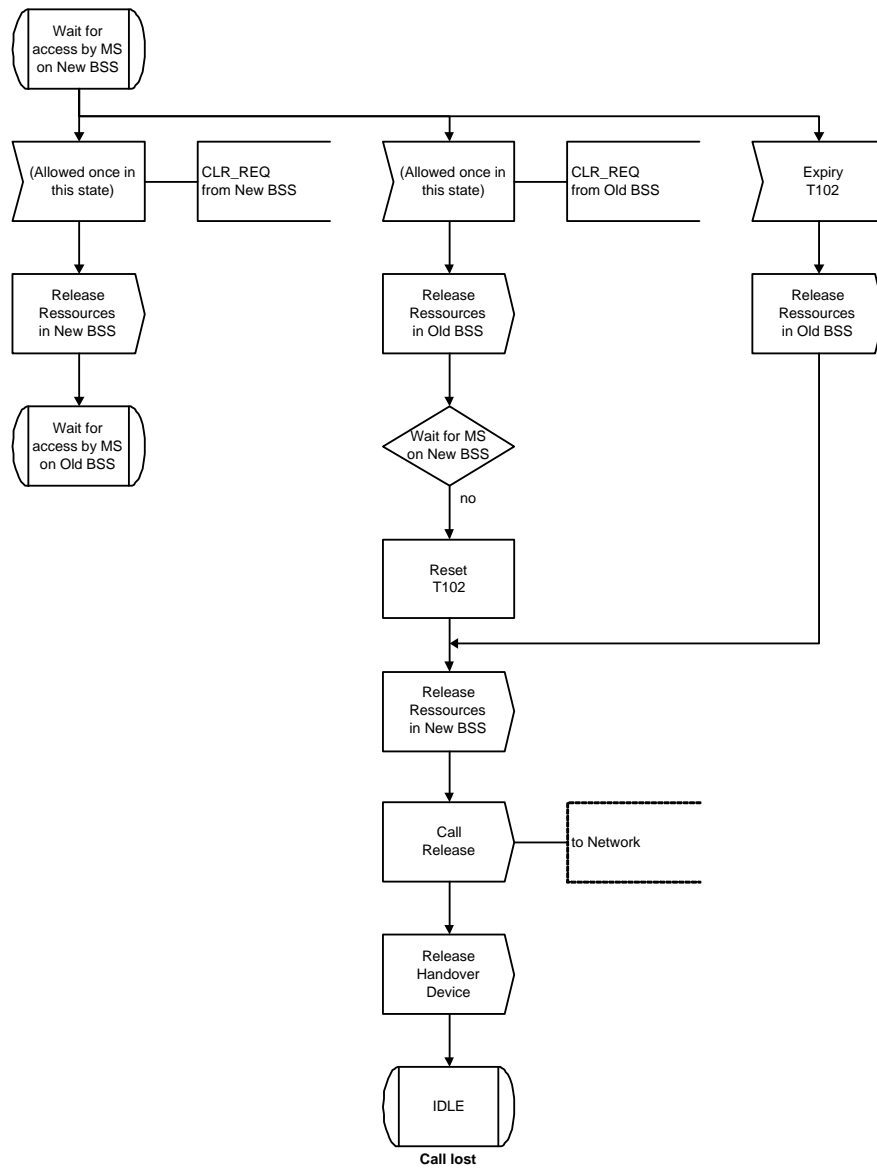 Wait for
access by MS
on New BSS
(Allowed once in
this state)
CLR_REQ
from New BSS
(Allowed once in
this state)
CLR_REQ
from Old BSS
Expiry
T102
Release
Ressources
in New BSS
Release
Ressources
in Old BSS
Release
Ressources
in Old BSS
Wait for
access by MS
on Old BSS
Wait for MS
on New BSS
no
Reset
T102
Release
Ressources
in New BSS
Call
Release
to Network
Release
Handover
Device
IDLE
Call lost